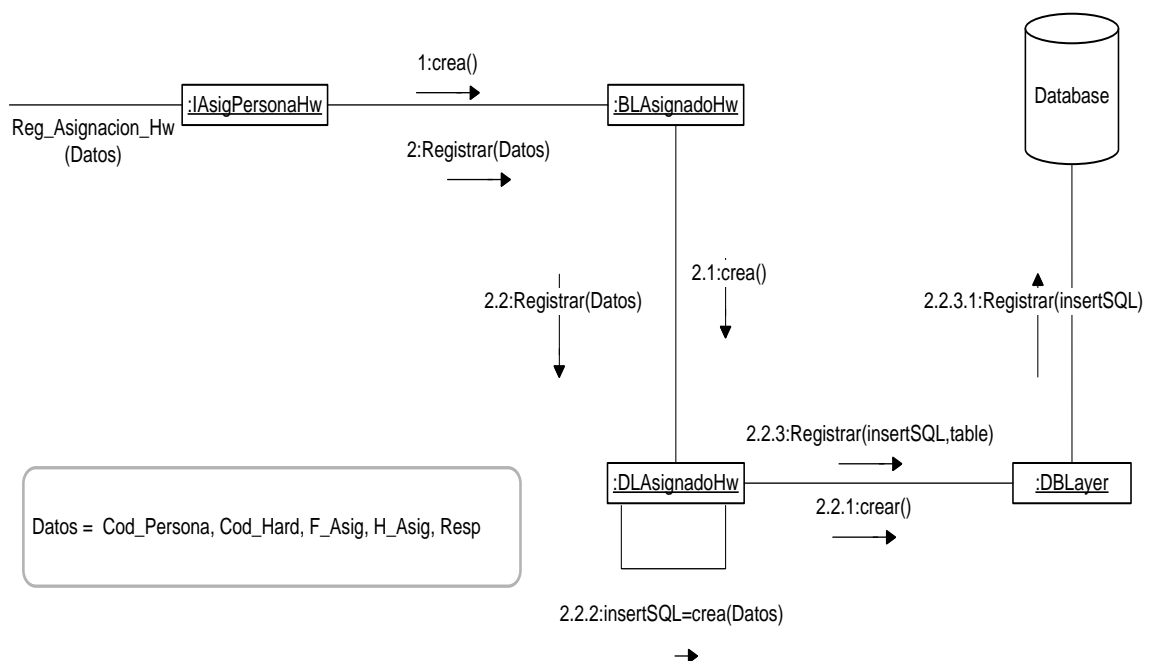 1:crea()
:IAsigPersonaHw
:BLAsignadoHw
Database
Reg_Asignacion_Hw
(Datos)
2:Registrar(Datos)
2.1:crea()
2.2:Registrar(Datos)
2.2.3.1:Registrar(insertSQL)
2.2.3:Registrar(insertSQL,table)
:DLAsignadoHw
:DBLayer
2.2.1:crear()
Datos = Cod_Persona, Cod_Hard, F_Asig, H_Asig, Resp
2.2.2:insertSQL=crea(Datos)